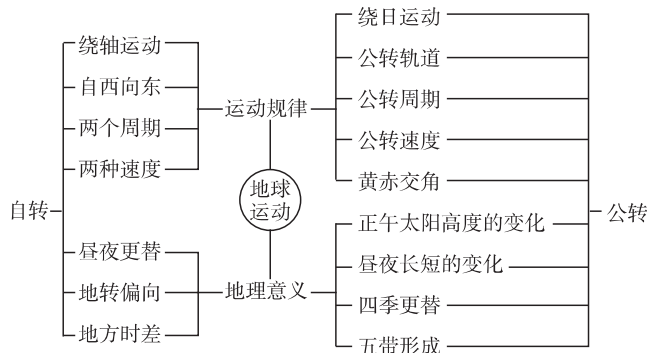 绕日运动
绕轴运动
公转轨道
自西向东
公转周期
运动规律
两个周期
公转速度
两种速度
黄赤交角
地球
运动
自转
公转
正午太阳高度的变化
昼夜更替
昼夜长短的变化
地转偏向
地理意义
四季更替
地方时差
五带形成